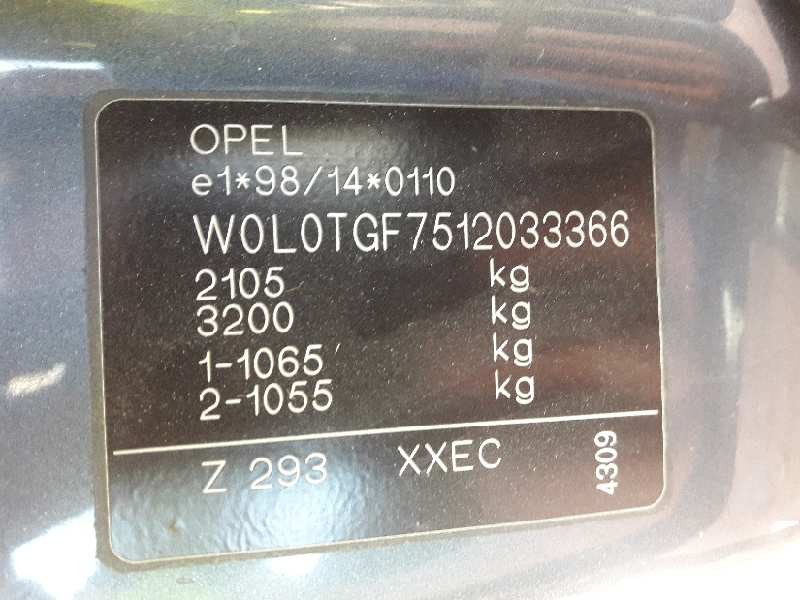 OPEL
e1*98/14*0110
W0L0TGF7512033366
2105 kg
3200 kg
1-1065 kg
2-1055 kg
Z 293 XXEC 4309